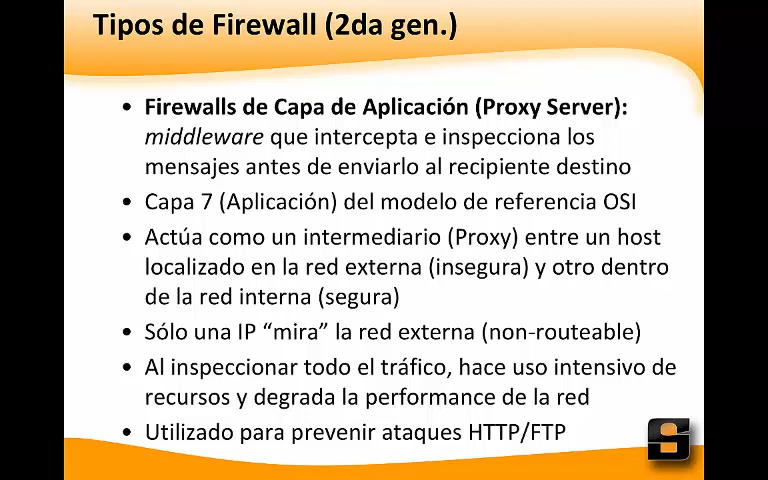 Tipos de Firewall (2da gen.)
• Firewalls de Capa de Aplicación (Proxy Server):
middleware que intercepta e inspecciona los
mensajes antes de enviarlo al recipiente destino
• Capa 7 (Aplicación) del modelo de referencia OSI
• Actúa como un intermediario (Proxy) entre un host
localizado en la red externa (insegura) y otro dentro
de la red interna (segura)
• Sólo una IP “mira” la red externa (non-routeable)
• Al inspeccionar todo el tráfico, hace uso intensivo de
recursos y degrada la performance de la red
• Utilizado para prevenir ataques HTTP/FTP